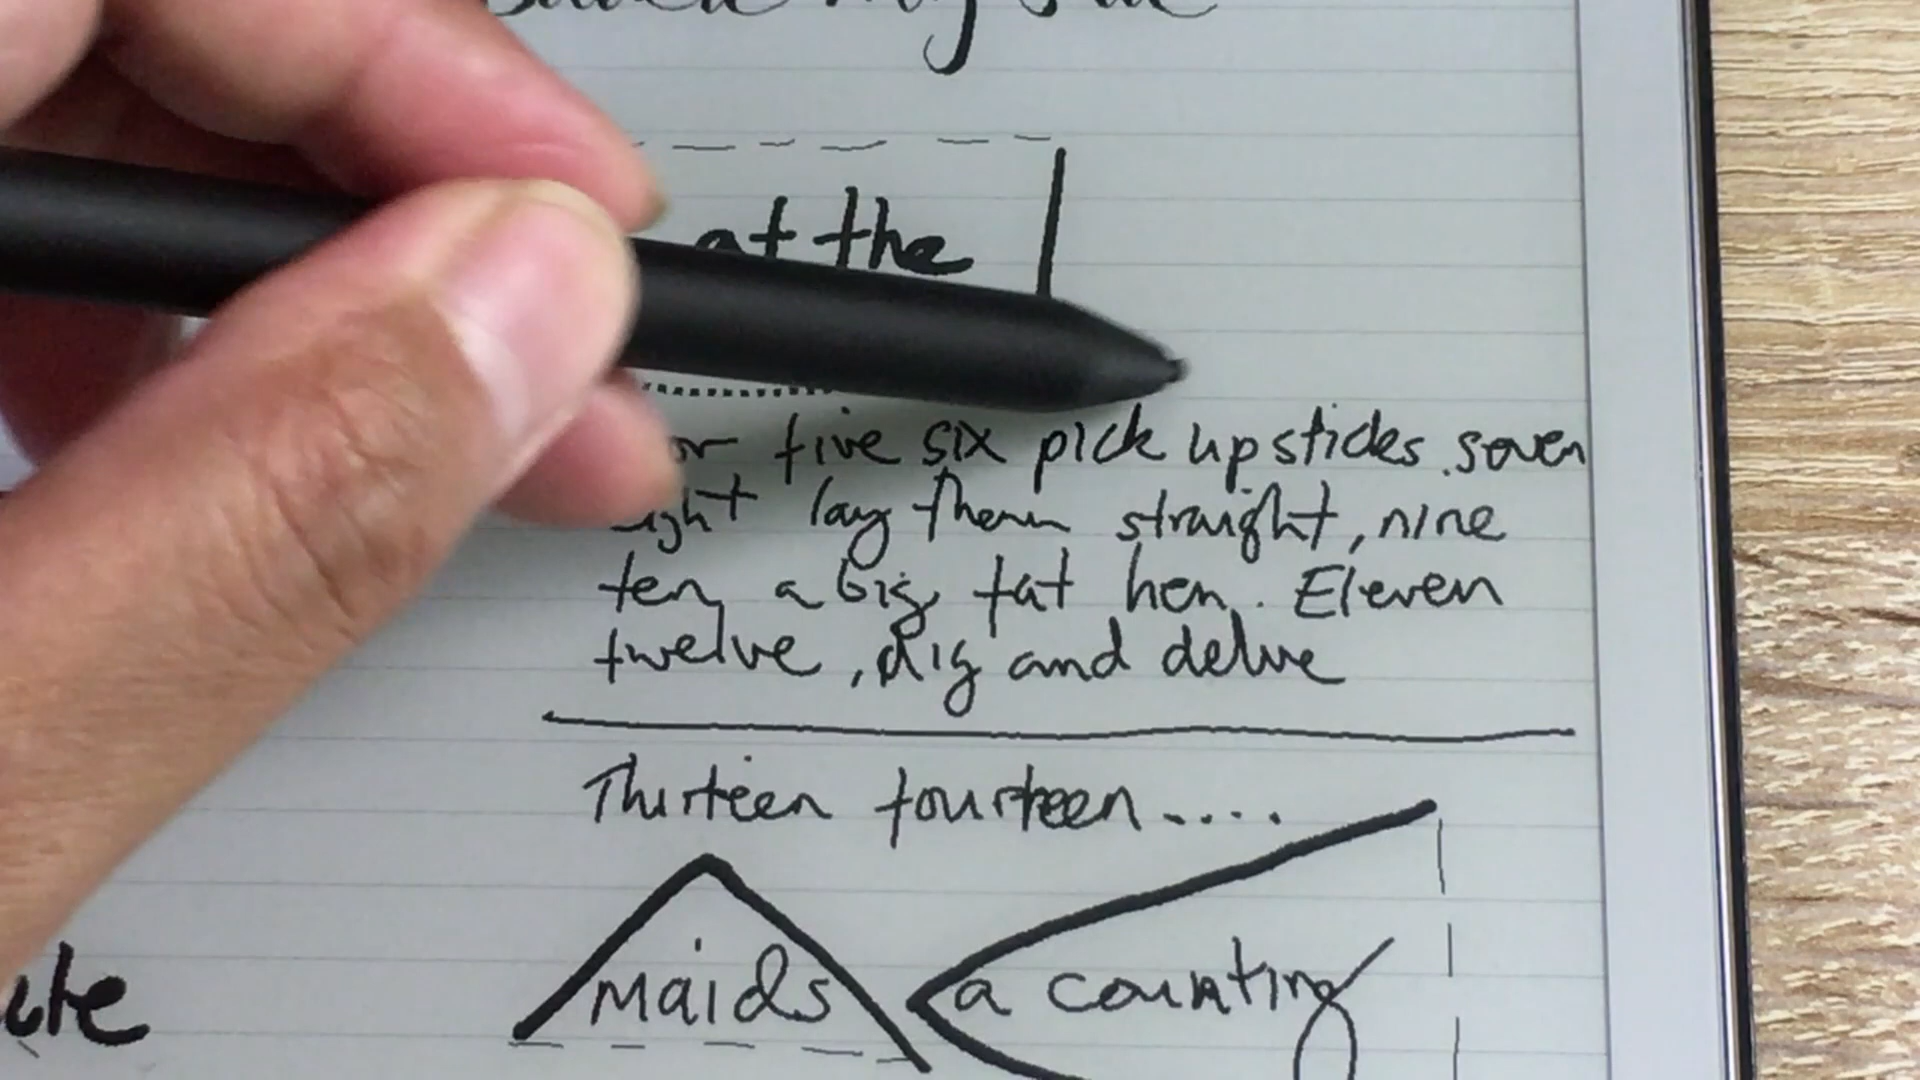 my
at the
five six pick up sticks. seven
lay them straight, nine
ten, a big fat hen. Eleven
twelve, dig and delve
Thirteen fourteen....
maids
a counting